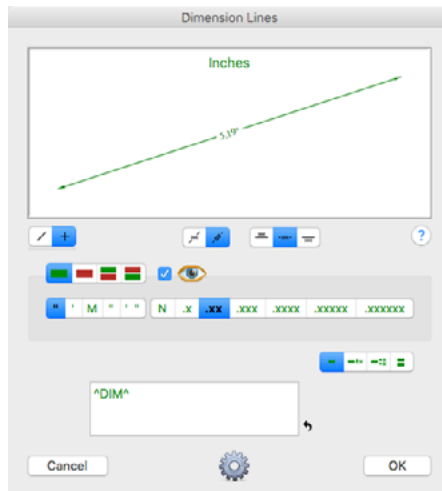 Dimension Lines
Inches
5.19"
?
" ' M ° ' " N .x .xx .xxx .xxxx .xxxxx .xxxxxx
^DIM^
Cancel OK